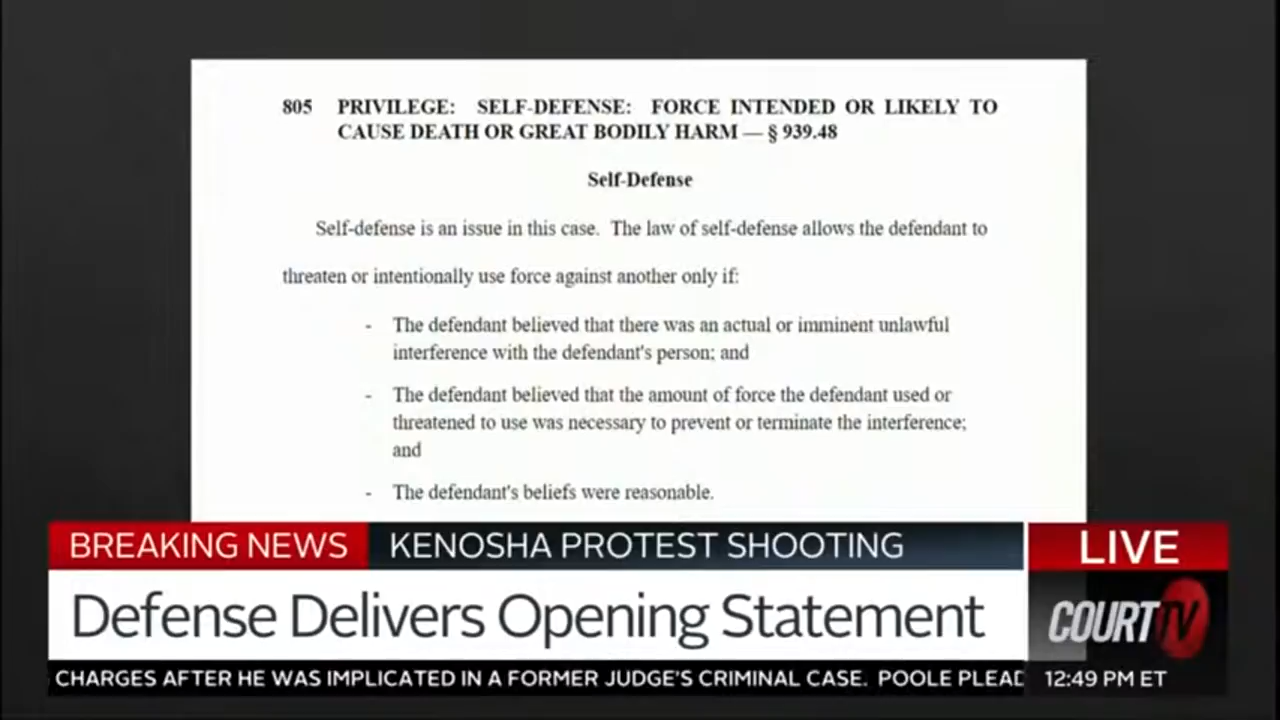 805 PRIVILEGE: SELF-DEFENSE: FORCE INTENDED OR LIKELY TO
CAUSE DEATH OR GREAT BODILY HARM — § 939.48
Self-Defense
Self-defense is an issue in this case. The law of self-defense allows the defendant to
threaten or intentionally use force against another only if:
- The defendant believed that there was an actual or imminent unlawful
interference with the defendant's person; and
- The defendant believed that the amount of force the defendant used or
threatened to use was necessary to prevent or terminate the interference;
and
- The defendant's beliefs were reasonable.
BREAKING NEWS KENOSHA PROTEST SHOOTING LIVE
Defense Delivers Opening Statement COURT TV
CHARGES AFTER HE WAS IMPLICATED IN A FORMER JUDGE'S CRIMINAL CASE. POOLE PLEAD 12:49 PM ET